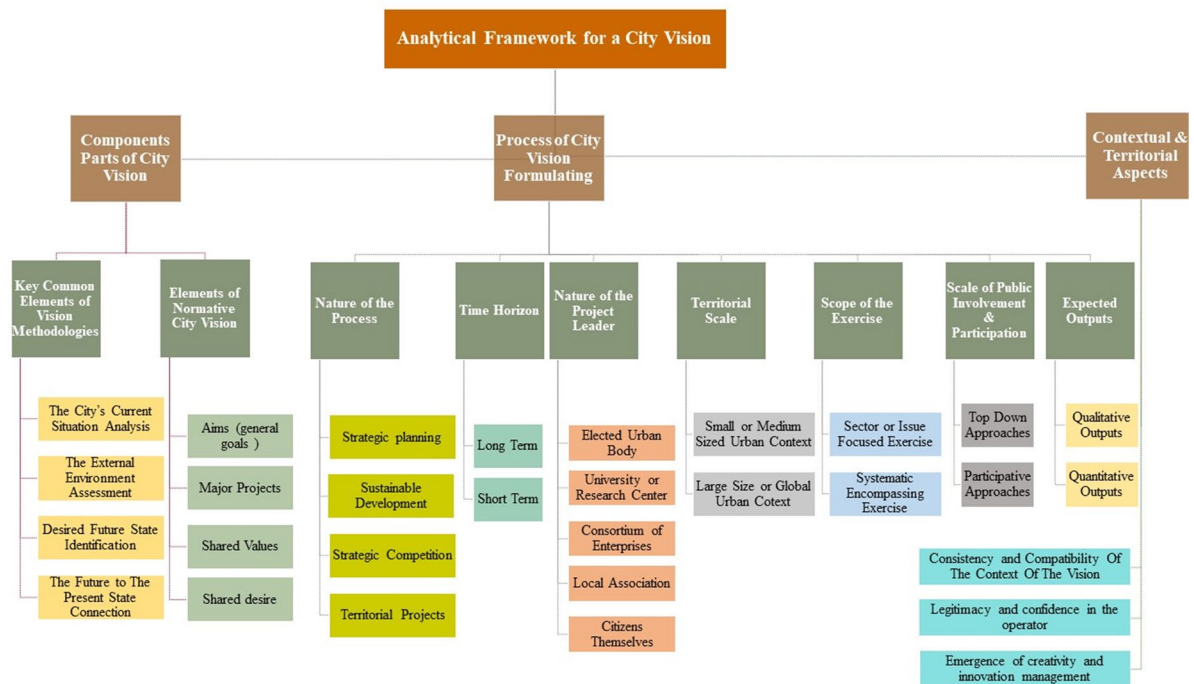 Analytical Framework for a City Vision
Components
Parts of City
Vision
Process of City
Vision
Formulating
Contextual &
Territorial
Aspects
Key Common
Elements of
Vision
Methodologies
Elements of
Normative
City Vision
Nature of the
Process
Time Horizon
Nature of the
Project
Leader
Territorial
Scale
Scope of the
Exercise
Scale of Public
Involvement
&
Participation
Expected
Outputs
The City's Current
Situation Analysis
The External
Environment
Assessment
Desired Future State
Identification
The Future to The
Present State
Connection
Aims (general
goals )
Major Projects
Shared Values
Shared desire
Strategic planning
Sustainable
Development
Strategic Competition
Territorial Projects
Long Term
Short Term
Elected Urban
Body
University or
Research Center
Consortium of
Enterprises
Local Association
Citizens
Themselves
Small or Medium
Sized Urban Context
Large Size or Global
Urban Cotext
Sector or Issue
Focused Exercise
Systematic
Encompassing
Exercise
Top Down
Approaches
Participative
Approaches
Qualitative
Outputs
Quantitative
Outputs
Consistency and Compatibility Of
The Context Of The Vision
Legitimacy and confidence in the
operator
Emergence of creativity and
innovation management